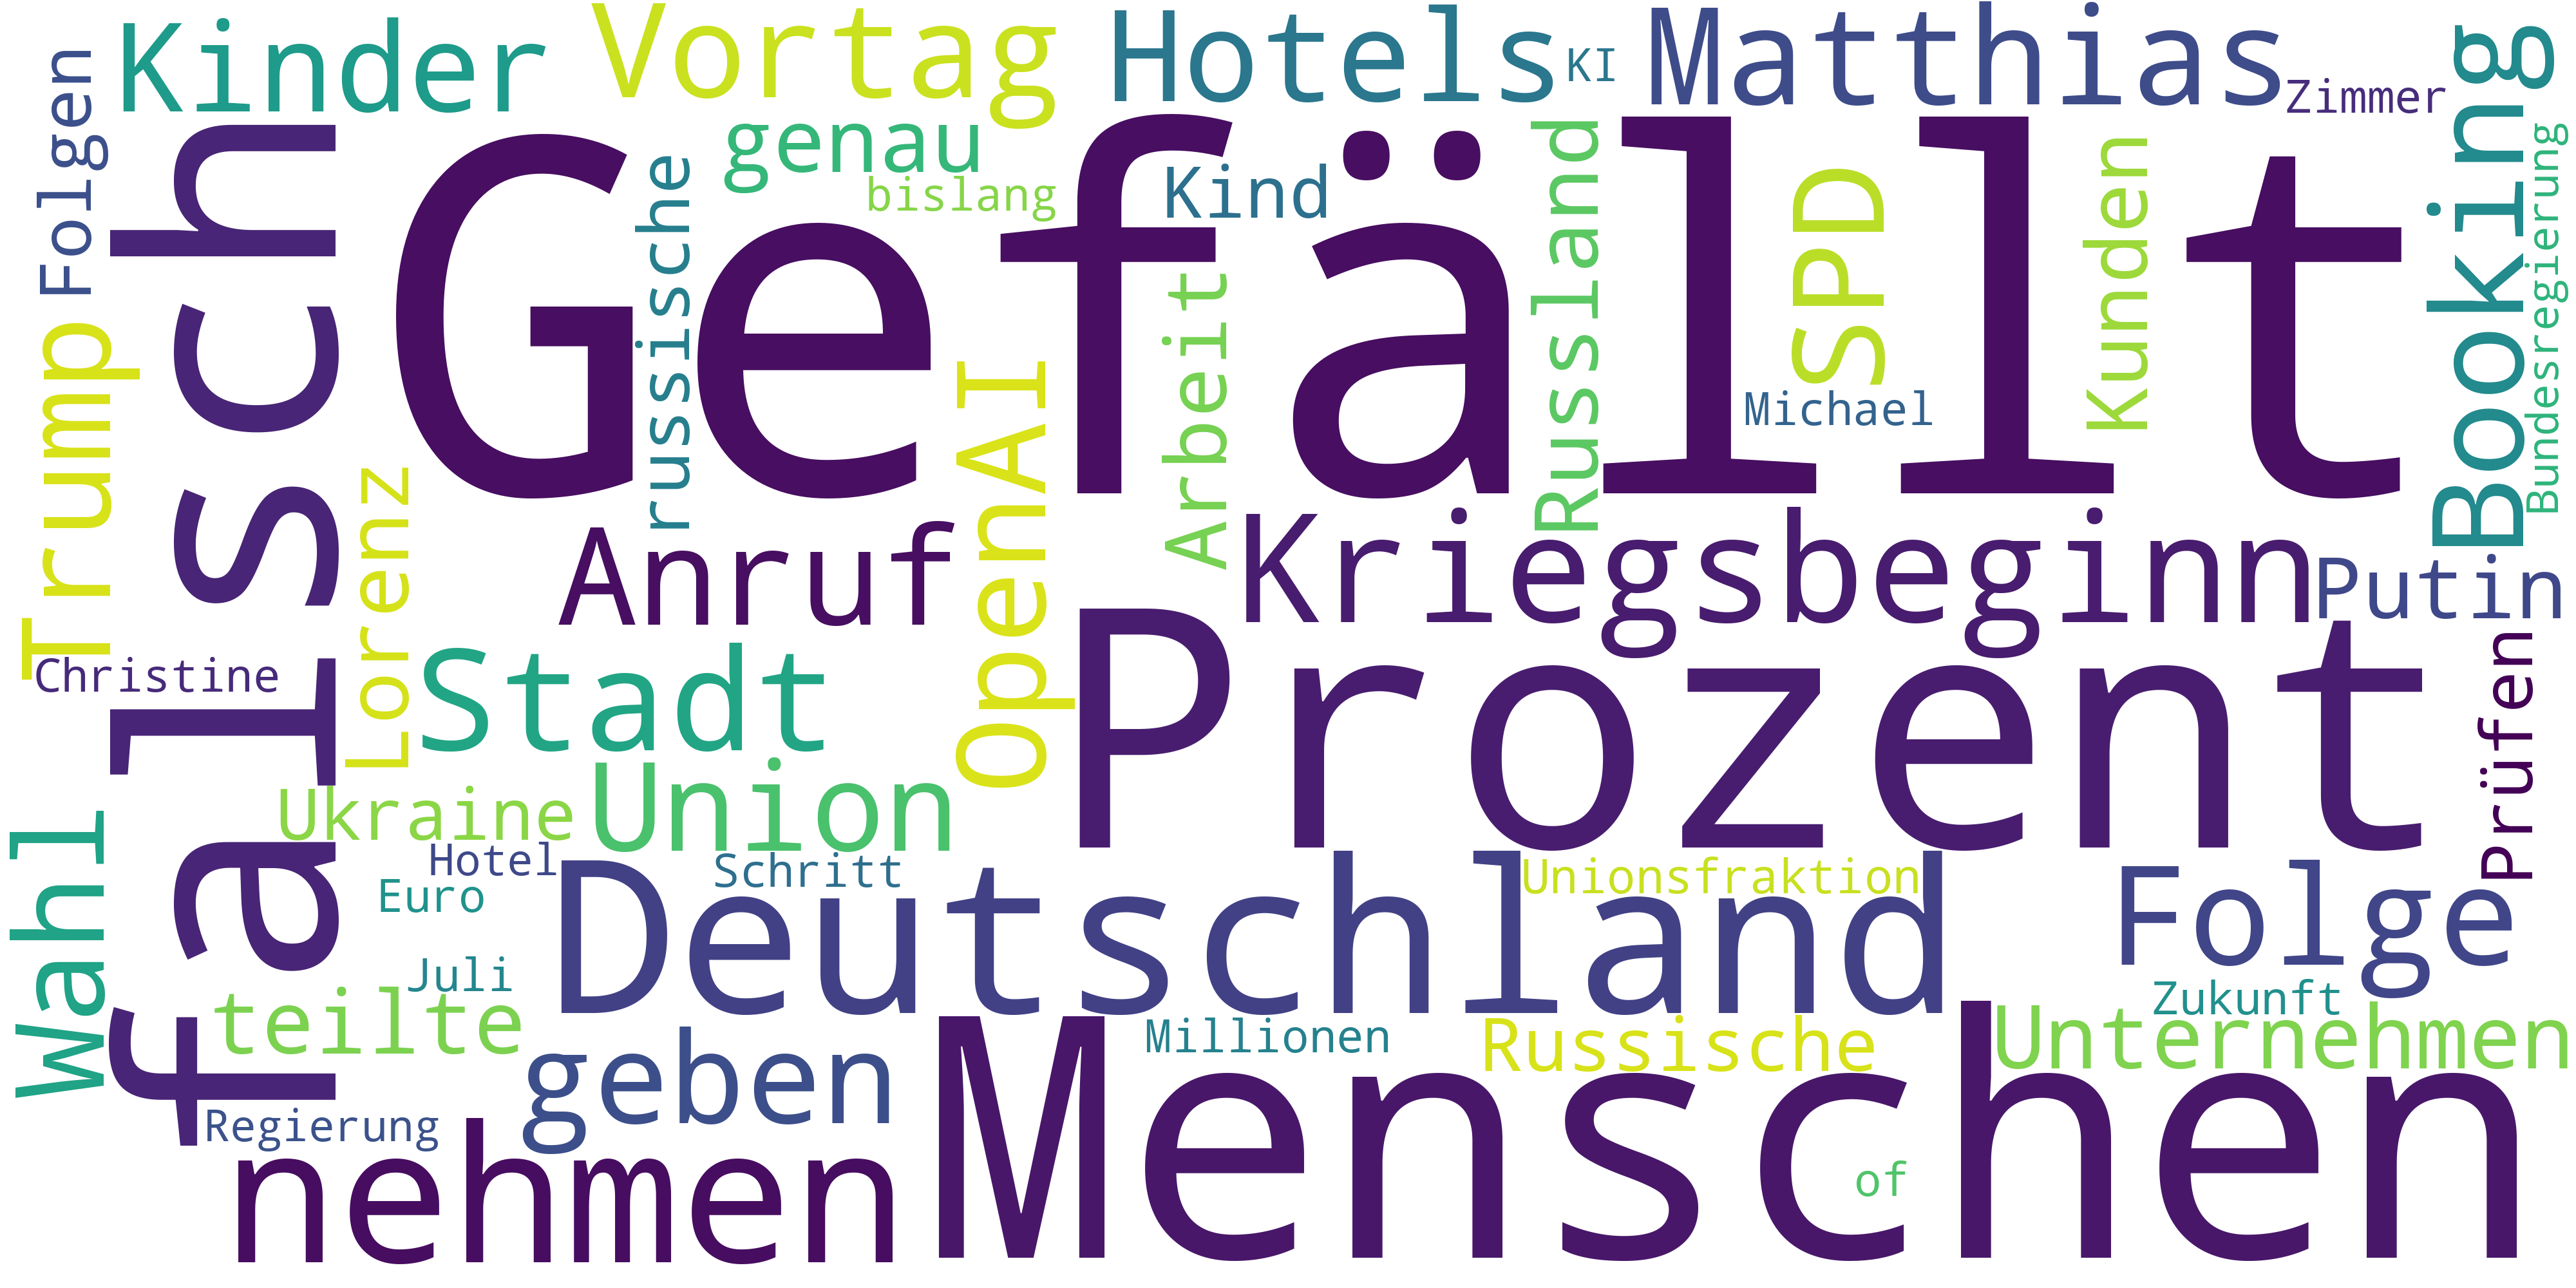 Kinder
Vortag
Hotels
KI
Matthias
Zimmer
Folgen
falsch
Gefällt
genau
bislang
russische
Kind
Russland
SPD
Kunden
Booking
Bundesregierung
Trump
Lorenz
OpenAI
Arbeit
Michael
Anruf
Kriegsbeginn
Putin
Christine
Stadt
Prozent
Prüfen
Union
Ukraine
Wahl
Hotel
Euro
Schritt
Deutschland
Unionsfraktion
Folge
Juli
Zukunft
teilte
geben
Millionen
Russische
Unternehmen
Menschen
Regierung
nehmen
of